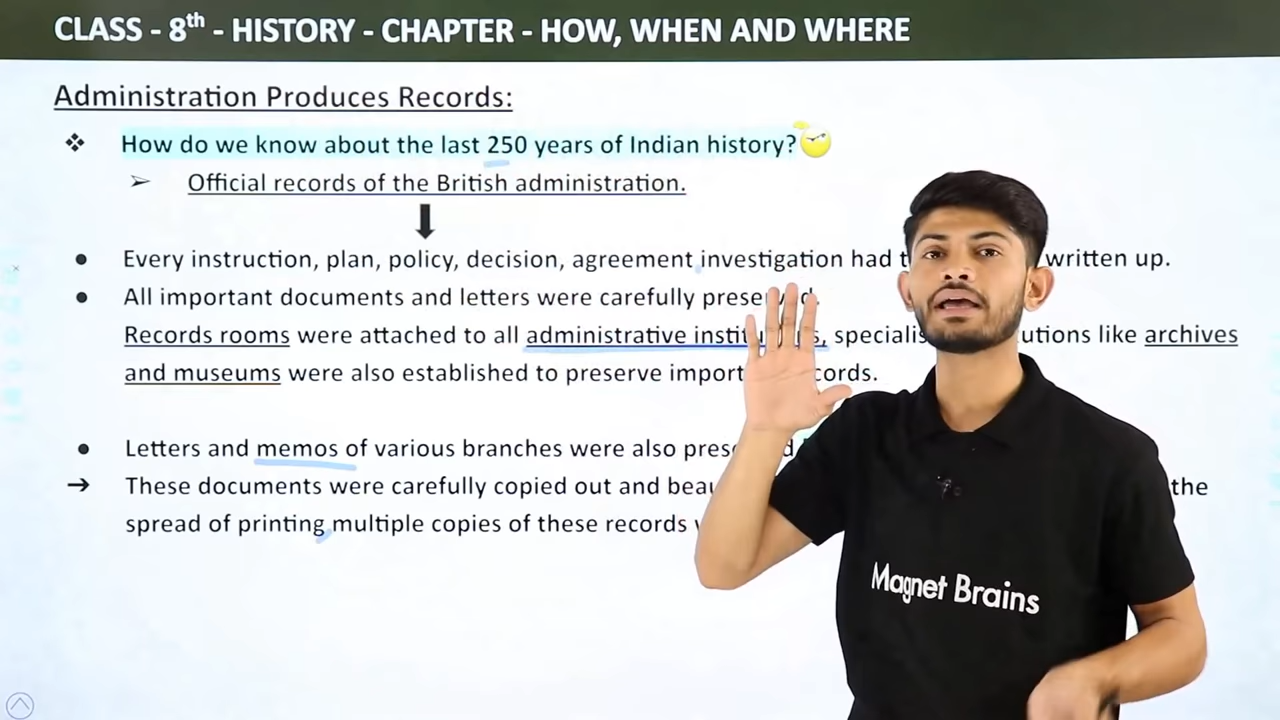 CLASS - 8th - HISTORY - CHAPTER - HOW, WHEN AND WHERE
Administration Produces Records:
❖ How do we know about the last 250 years of Indian history?
➢ Official records of the British administration.
● Every instruction, plan, policy, decision, agreement investigation had written up.
● All important documents and letters were carefully
Records rooms were attached to all administrative like archives
and museums were also established to preserve
● Letters and memos of various branches were also
➔ These documents were carefully copied out and the
spread of printing multiple copies of these records
Magnet Brains